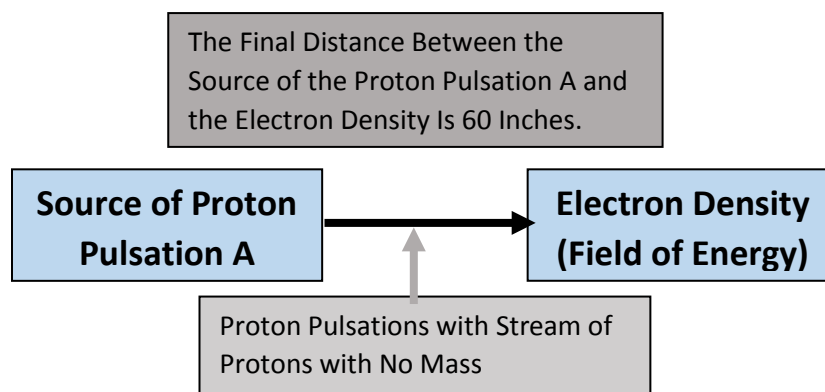 The Final Distance Between the
Source of the Proton Pulsation A and
the Electron Density Is 60 Inches.
Source of Proton
Pulsation A
Electron Density
(Field of Energy)
Proton Pulsations with Stream of
Protons with No Mass